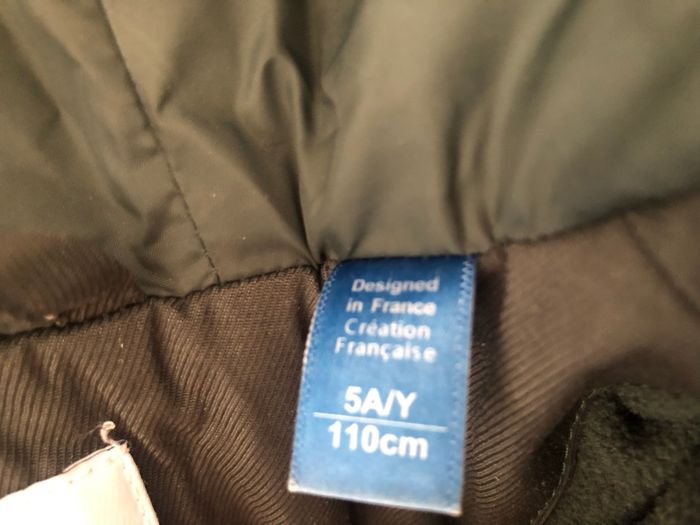 Designed
in France
Création
Française
5A/Y
110cm